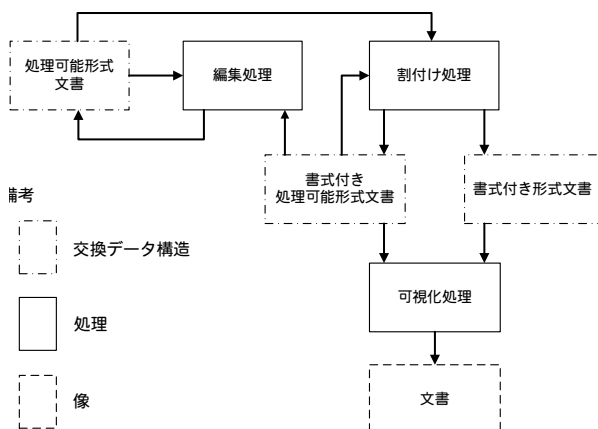 処理可能形式
文書
編集処理
割付け処理
書式付き
処理可能形式文書
書式付き形式文書
備考
交換データ構造
可視化処理
処理
文書
像